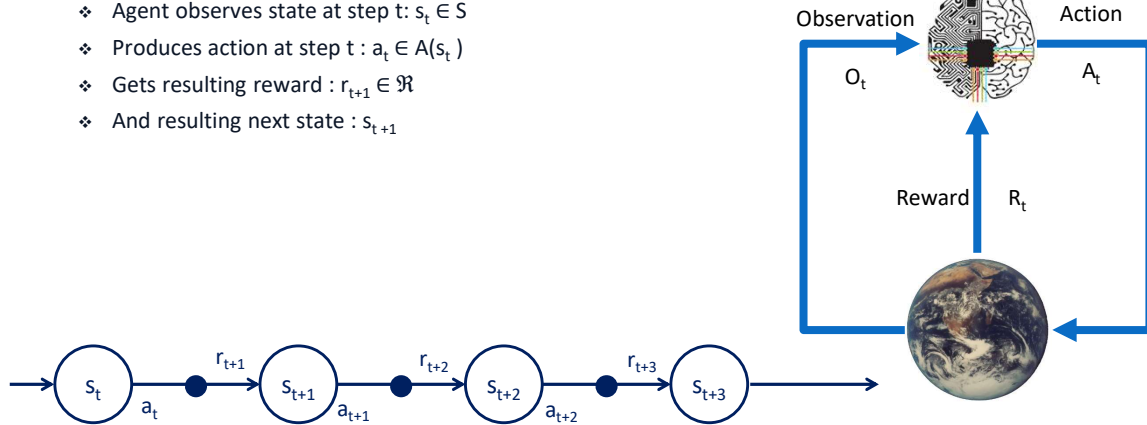 ❖ Agent observes state at step t: sₜ ∈ S
❖ Produces action at step t : aₜ ∈ A(sₜ )
❖ Gets resulting reward : rₜ₊₁ ∈ ℜ
❖ And resulting next state : sₜ ₊₁
Observation
Oₜ
Action
Aₜ
Reward Rₜ
sₜ
aₜ
rₜ₊₁
sₜ₊₁
aₜ₊₁
rₜ₊₂
sₜ₊₂
aₜ₊₂
rₜ₊₃
sₜ₊₃